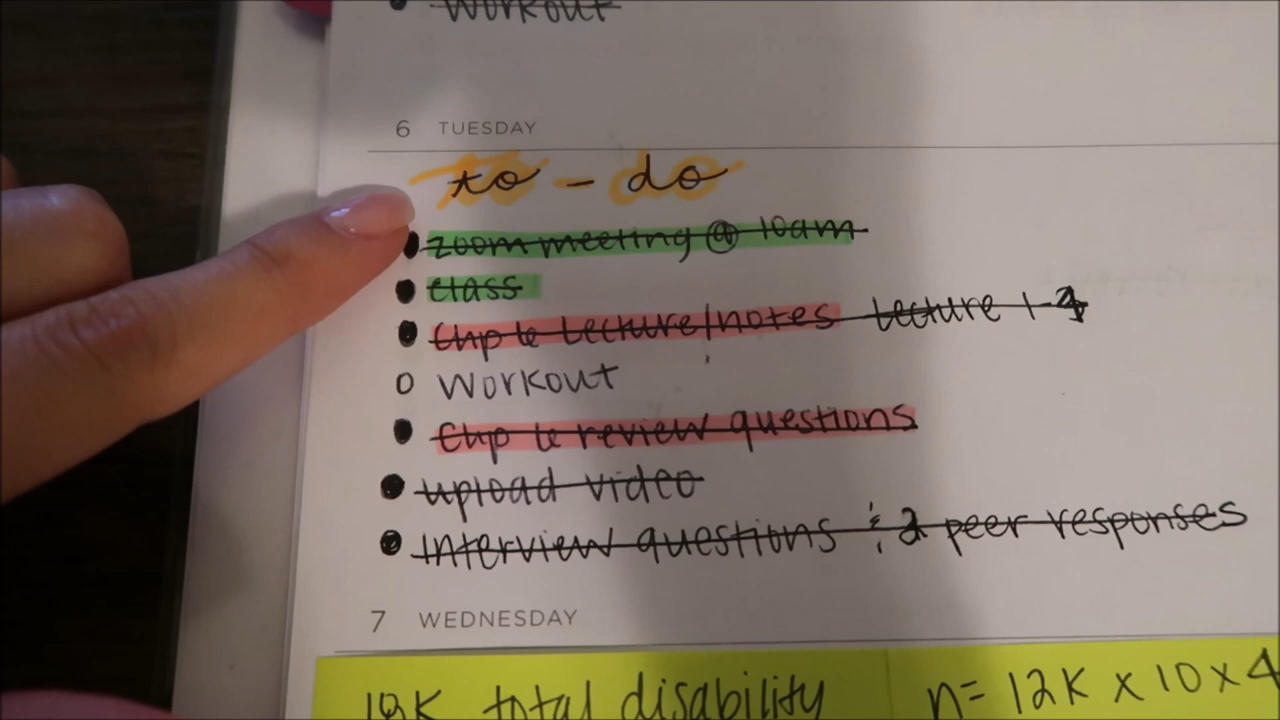 workout
6 TUESDAY
to-do
zoom meeting @ 10am
class
Chp 6 Lecture/notes Lecture 1-4
Workout
Chp 6 review questions
upload video
Interview questions & 2 peer responses
7 WEDNESDAY
12K total disability
n= 12K x 10 x 4